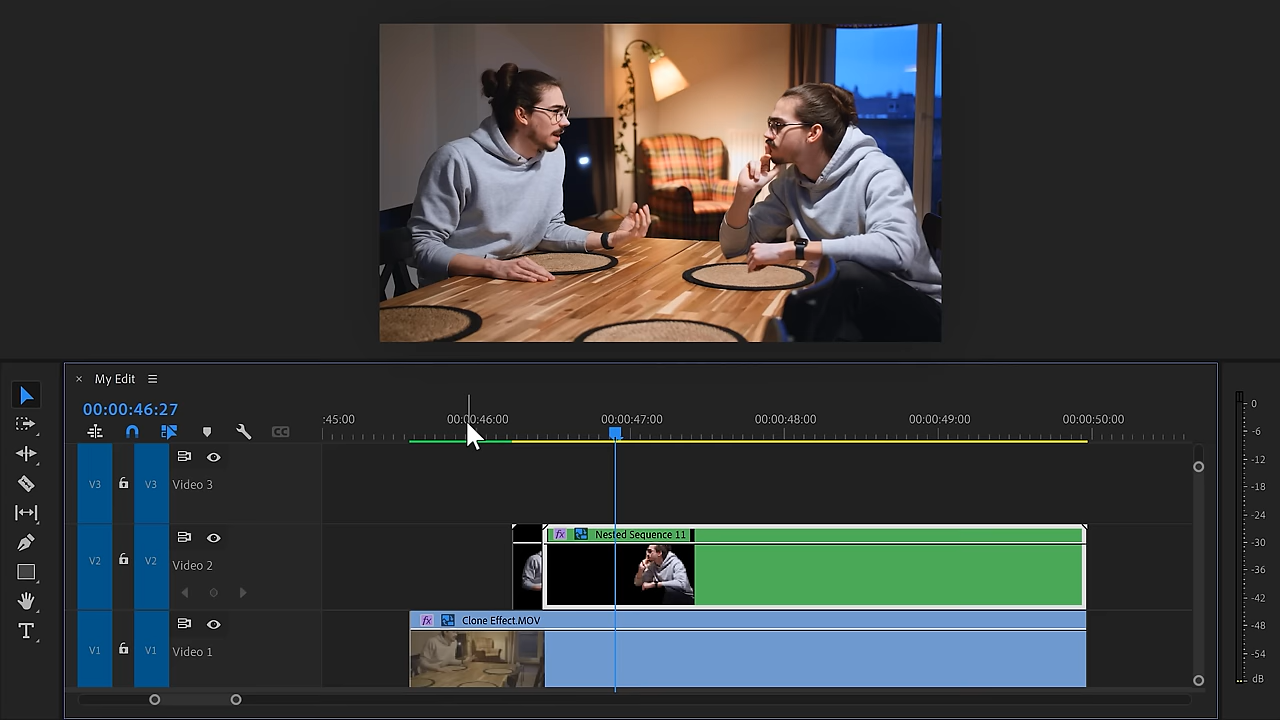 My Edit
00:00:46:27
:45:00 00:00:46:00 00:00:47:00 00:00:48:00 00:00:49:00 00:00:50:00
V3 V3 Video 3
V2 V2 Video 2
fx Nested Sequence 11
V1 V1 Video 1
fx Clone Effect.MOV
CC
T
0
-6
-12
-18
-24
-30
-36
-42
-48
-54
dB